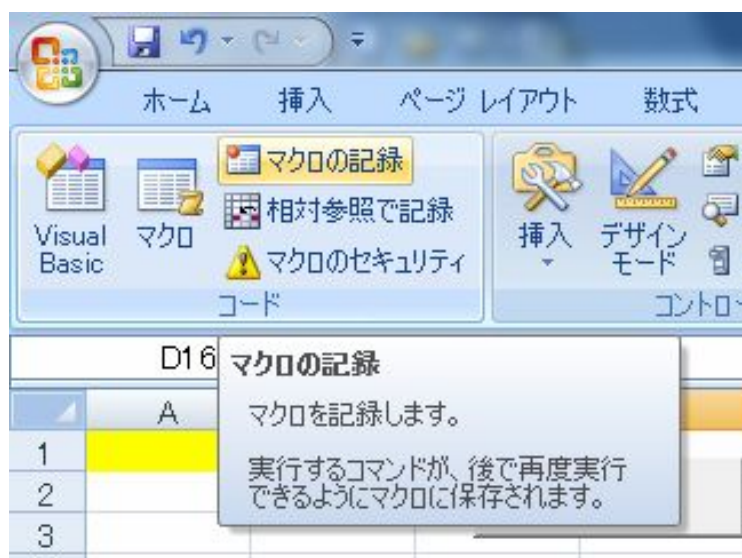 ホーム 挿入 ページ レイアウト 数式
Visual Basic
マクロ
マクロの記録
相対参照で記録
マクロのセキュリティ
挿入
デザイン
モード
コード
コントロ
D16
マクロの記録
マクロを記録します。
実行するコマンドが、後で再度実行
できるようにマクロに保存されます。
A
1
2
3